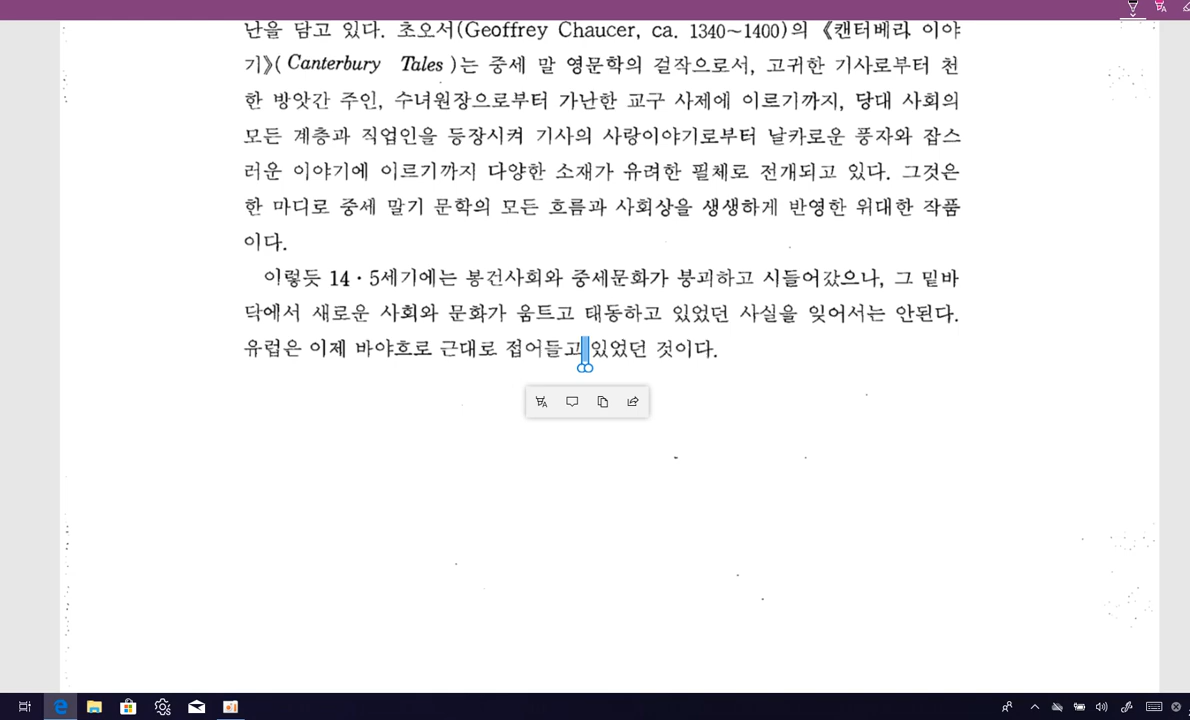 난을 담고 있다. 초오서(Geoffrey Chaucer, ca. 1340~1400)의 《캔터베리 이야
기》( Canterbury Tales )는 중세 말 영문학의 걸작으로서, 고귀한 기사로부터 천
한 방앗간 주인, 수녀원장으로부터 가난한 교구 사제에 이르기까지, 당대 사회의
모든 계층과 직업인을 등장시켜 기사의 사랑이야기로부터 날카로운 풍자와 잡스
러운 이야기에 이르기까지 다양한 소재가 유려한 필체로 전개되고 있다. 그것은
한 마디로 중세 말기 문학의 모든 흐름과 사회상을 생생하게 반영한 위대한 작품
이다.
이렇듯 14·5세기에는 봉건사회와 중세문화가 붕괴하고 시들어갔으나, 그 밑바
닥에서 새로운 사회와 문화가 움트고 태동하고 있었던 사실을 잊어서는 안된다.
유럽은 이제 바야흐로 근대로 접어들고 있었던 것이다.